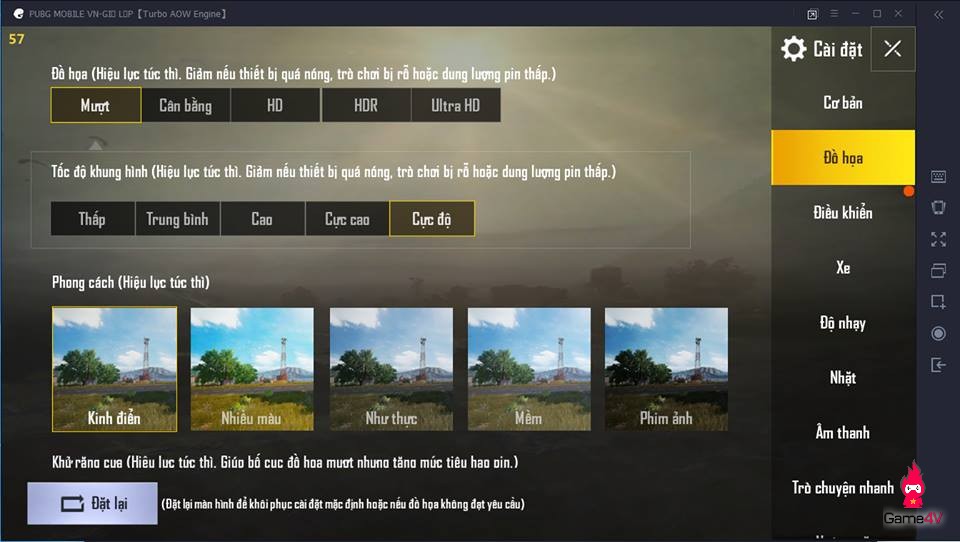 PUBG MOBILE VN-GIẢ LẬP【Turbo AOW Engine】
57
Cài đặt
Đồ họa (Hiệu lực tức thì. Giảm nếu thiết bị quá nóng, trò chơi bị rỗ hoặc dung lượng pin thấp.)
Mượt Cân bằng HD HDR Ultra HD
Tốc độ khung hình (Hiệu lực tức thì. Giảm nếu thiết bị quá nóng, trò chơi bị rỗ hoặc dung lượng pin thấp.)
Thấp Trung bình Cao Cực cao Cực độ
Phong cách (Hiệu lực tức thì)
Kinh điển Nhiều màu Như thực Mềm Phim ảnh
Khử răng cưa (Hiệu lực tức thì. Giúp bố cục đồ họa mượt nhưng tăng mức tiêu hao pin.)
Đặt lại (Đặt lại màn hình để khôi phục cài đặt mặc định hoặc nếu đồ họa không đạt yêu cầu)
Cơ bản
Đồ họa
Điều khiển
Xe
Độ nhạy
Nhặt
Âm thanh
Trò chuyện nhanh
Game4V